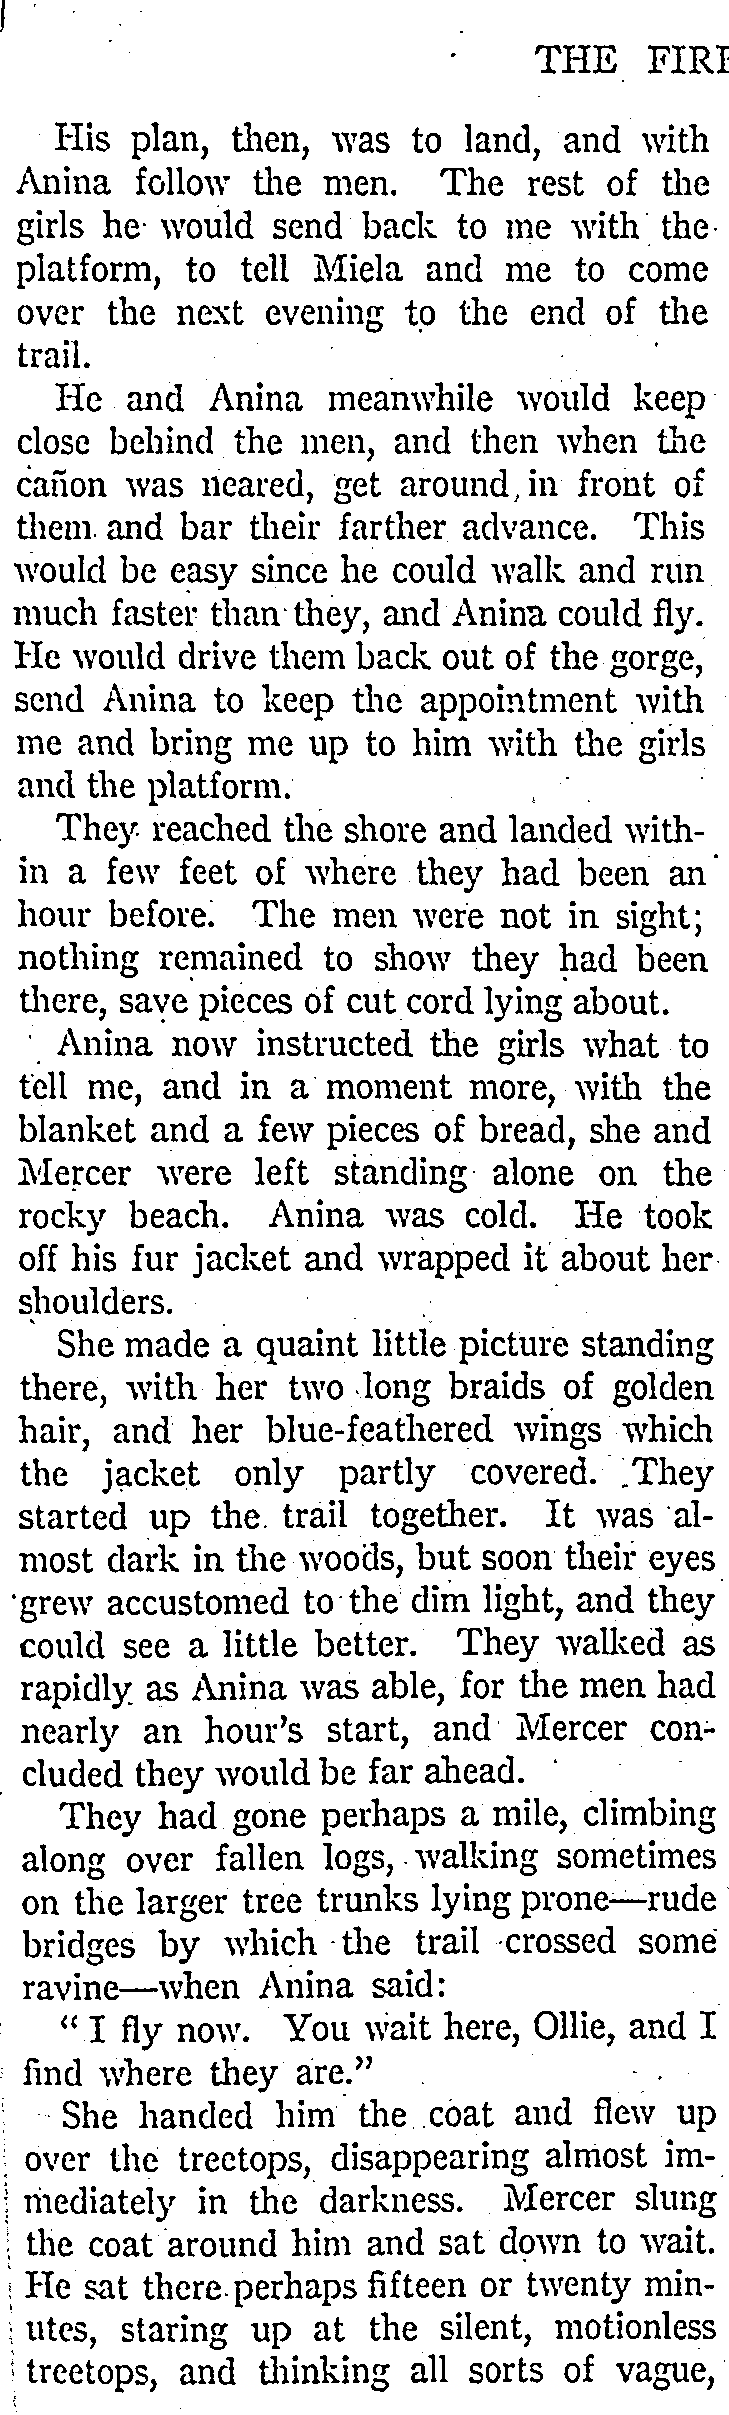 THE FIRE
His plan, then, was to land, and with
Anina follow the men. The rest of the
girls he would send back to me with the
platform, to tell Miela and me to come
over the next evening to the end of the
trail.
He and Anina meanwhile would keep
close behind the men, and then when the
cañon was neared, get around in front of
them and bar their farther advance. This
would be easy since he could walk and run
much faster than they, and Anina could fly.
He would drive them back out of the gorge,
send Anina to keep the appointment with
me and bring me up to him with the girls
and the platform.
They reached the shore and landed with-
in a few feet of where they had been an
hour before. The men were not in sight;
nothing remained to show they had been
there, save pieces of cut cord lying about.
Anina now instructed the girls what to
tell me, and in a moment more, with the
blanket and a few pieces of bread, she and
Mercer were left standing alone on the
rocky beach. Anina was cold. He took
off his fur jacket and wrapped it about her
shoulders.
She made a quaint little picture standing
there, with her two long braids of golden
hair, and her blue-feathered wings which
the jacket only partly covered. They
started up the trail together. It was al-
most dark in the woods, but soon their eyes
grew accustomed to the dim light, and they
could see a little better. They walked as
rapidly as Anina was able, for the men had
nearly an hour's start, and Mercer con-
cluded they would be far ahead.
They had gone perhaps a mile, climbing
along over fallen logs, walking sometimes
on the larger tree trunks lying prone—rude
bridges by which the trail crossed some
ravine—when Anina said:
" I fly now. You wait here, Ollie, and I
find where they are."
She handed him the coat and flew up
over the treetops, disappearing almost im-
mediately in the darkness. Mercer slung
the coat around him and sat down to wait.
He sat there perhaps fifteen or twenty min-
utes, staring up at the silent, motionless
treetops, and thinking all sorts of vague,